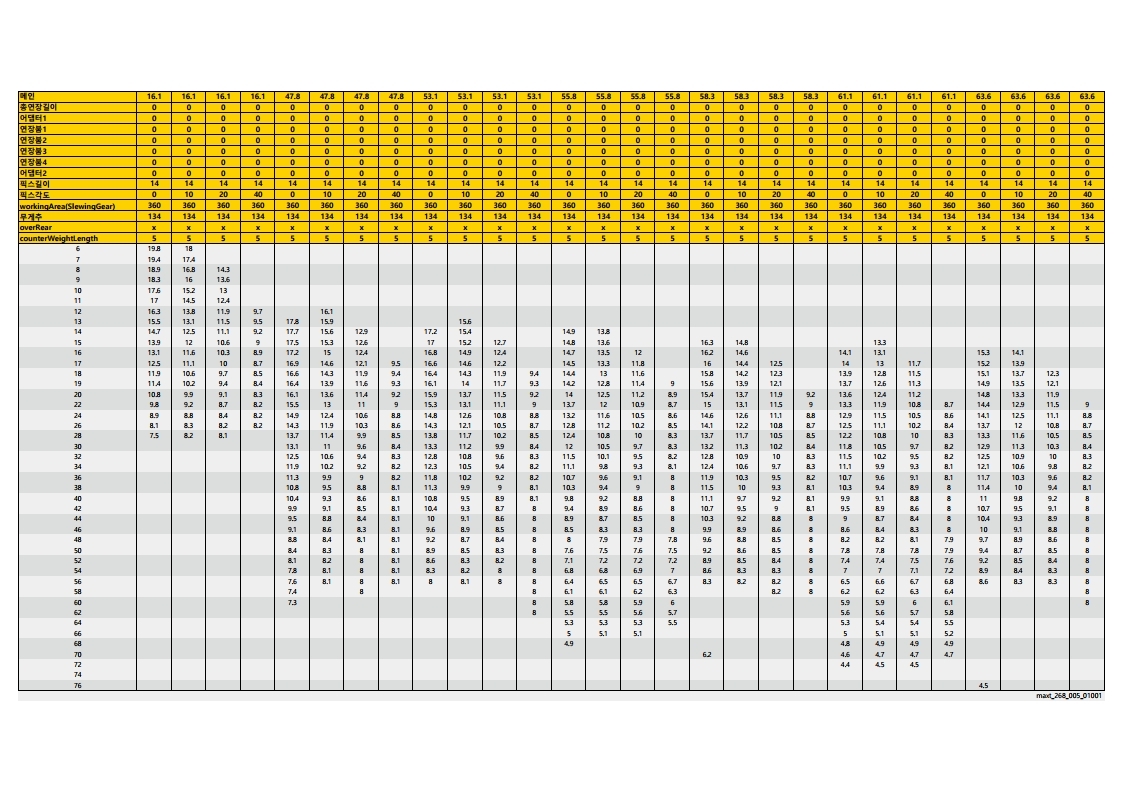 메인 16.1 16.1 16.1 16.1 47.8 47.8 47.8 47.8 53.1 53.1 53.1 53.1 55.8 55.8 55.8 55.8 58.3 58.3 58.3 58.3 61.1 61.1 61.1 61.1 63.6 63.6 63.6 63.6
총연장길이 0 0 0 0 0 0 0 0 0 0 0 0 0 0 0 0 0 0 0 0 0 0 0 0 0 0 0 0
어댑터1 0 0 0 0 0 0 0 0 0 0 0 0 0 0 0 0 0 0 0 0 0 0 0 0 0 0 0 0
연장붐1 0 0 0 0 0 0 0 0 0 0 0 0 0 0 0 0 0 0 0 0 0 0 0 0 0 0 0 0
연장붐2 0 0 0 0 0 0 0 0 0 0 0 0 0 0 0 0 0 0 0 0 0 0 0 0 0 0 0 0
연장붐3 0 0 0 0 0 0 0 0 0 0 0 0 0 0 0 0 0 0 0 0 0 0 0 0 0 0 0 0
연장붐4 0 0 0 0 0 0 0 0 0 0 0 0 0 0 0 0 0 0 0 0 0 0 0 0 0 0 0 0
어댑터2 0 0 0 0 0 0 0 0 0 0 0 0 0 0 0 0 0 0 0 0 0 0 0 0 0 0 0 0
픽스길이 14 14 14 14 14 14 14 14 14 14 14 14 14 14 14 14 14 14 14 14 14 14 14 14 14 14 14 14
픽스각도 0 10 20 40 0 10 20 40 0 10 20 40 0 10 20 40 0 10 20 40 0 10 20 40 0 10 20 40
workingArea(SlewingGear) 360 360 360 360 360 360 360 360 360 360 360 360 360 360 360 360 360 360 360 360 360 360 360 360 360 360 360 360
무게추 134 134 134 134 134 134 134 134 134 134 134 134 134 134 134 134 134 134 134 134 134 134 134 134 134 134 134 134
overRear x x x x x x x x x x x x x x x x x x x x x x x x x x x x
counterWeightLength 5 5 5 5 5 5 5 5 5 5 5 5 5 5 5 5 5 5 5 5 5 5 5 5 5 5 5 5
6 19.8 18
7 19.4 17.4
8 18.9 16.8 14.3
9 18.3 16 13.6
10 17.6 15.2 13
11 17 14.5 12.4
12 16.3 13.8 11.9 9.7 16.1
13 15.5 13.1 11.5 9.5 17.8 15.9 15.6
14 14.7 12.5 11.1 9.2 17.7 15.6 12.9 17.2 15.4 14.9 13.8
15 13.9 12 10.6 9 17.5 15.3 12.6 17 15.2 12.7 14.8 13.6 16.3 14.8 13.3
16 13.1 11.6 10.3 8.9 17.2 15 12.4 16.8 14.9 12.4 14.7 13.5 12 16.2 14.6 14.1 13.1 15.3 14.1
17 12.5 11.1 10 8.7 16.9 14.6 12.1 9.5 16.6 14.6 12.1 14.5 13.3 11.8 16 14.4 12.5 14 13 11.7 15.2 13.9
18 11.9 10.6 9.7 8.5 16.6 14.3 11.9 9.4 16.4 14.3 11.9 9.4 14.4 13 11.6 15.8 14.2 12.3 13.9 12.8 11.5 15.1 13.7 12.3
19 11.4 10.2 9.4 8.4 16.4 13.9 11.6 9.3 16.1 14 11.7 9.3 14.2 12.8 11.4 9 15.6 13.9 12.1 13.7 12.6 11.3 14.9 13.5 12.1
20 10.8 9.9 9.1 8.3 16.1 13.6 11.4 9.2 15.9 13.7 11.5 9.2 14 12.5 11.2 8.9 15.4 13.7 11.9 9.2 13.6 12.4 11.2 14.8 13.3 11.9
22 9.8 9.2 8.7 8.2 15.5 13 11 9 15.3 13.1 11.1 9 13.7 12 10.9 8.7 15 13.1 11.5 9 13.3 11.9 10.8 8.7 14.4 12.9 11.5 9
24 8.9 8.8 8.4 8.2 14.9 12.4 10.6 8.8 14.8 12.6 10.8 8.8 13.2 11.6 10.5 8.6 14.6 12.6 11.1 8.8 12.9 11.5 10.5 8.6 14.1 12.5 11.1 8.8
26 8.1 8.3 8.2 8.2 14.3 11.9 10.3 8.6 14.3 12.1 10.5 8.7 12.8 11.2 10.2 8.5 14.1 12.2 10.8 8.7 12.5 11.1 10.2 8.4 13.7 12 10.8 8.7
28 7.5 8.2 8.1 13.7 11.4 9.9 8.5 13.8 11.7 10.2 8.5 12.4 10.8 10 8.3 13.7 11.7 10.5 8.5 12.2 10.8 10 8.3 13.3 11.6 10.5 8.5
30 13.1 11 9.6 8.4 13.3 11.2 9.9 8.4 12 10.5 9.7 8.3 13.2 11.3 10.2 8.4 11.8 10.5 9.7 8.2 12.9 11.3 10.3 8.4
32 12.5 10.6 9.4 8.3 12.8 10.8 9.6 8.3 11.5 10.1 9.5 8.2 12.8 10.9 10 8.3 11.5 10.2 9.5 8.2 12.5 10.9 10 8.3
34 11.9 10.2 9.2 8.2 12.3 10.5 9.4 8.2 11.1 9.8 9.3 8.1 12.4 10.6 9.7 8.3 11.1 9.9 9.3 8.1 12.1 10.6 9.8 8.2
36 11.3 9.9 9 8.2 11.8 10.2 9.2 8.2 10.7 9.6 9.1 8 11.9 10.3 9.5 8.2 10.7 9.6 9.1 8.1 11.7 10.3 9.6 8.2
38 10.8 9.5 8.8 8.1 11.3 9.9 9 8.1 10.3 9.4 9 8 11.5 10 9.3 8.2 10.3 9.4 8.9 8 11.4 10 9.4 8.1
40 10.4 9.3 8.6 8.1 10.8 9.5 8.9 8.1 9.8 9.2 8.8 8 11.1 9.7 9.2 8.1 9.9 9.1 8.8 8 11 9.8 9.2 8
42 9.9 9.1 8.5 8.1 10.4 9.3 8.7 8 9.4 8.9 8.6 8 10.7 9.5 9 8.1 9.5 8.9 8.6 8 10.7 9.5 9.1 8
44 9.5 8.8 8.4 8.1 10 9.1 8.6 8 8.9 8.7 8.5 8 10.3 9.2 8.8 8 9 8.7 8.4 8 10.4 9.3 8.9 8
46 9.1 8.6 8.3 8.1 9.6 8.9 8.5 8 8.5 8.3 8.3 8 9.9 8.9 8.6 8 8.6 8.4 8.3 8 10 9.1 8.8 8
48 8.8 8.4 8.1 8.1 9.2 8.7 8.4 8 8 7.9 7.9 7.8 9.6 8.8 8.6 8 8.2 8.2 8.1 7.9 9.7 8.9 8.6 8
50 8.4 8.3 8 8.1 8.9 8.5 8.3 8 7.6 7.5 7.6 7.5 9.2 8.6 8.5 8 7.8 7.8 7.8 7.9 9.4 8.7 8.5 8
52 8.1 8.2 8 8.1 8.6 8.3 8.2 8 7.1 7.2 7.2 7.2 8.9 8.5 8.4 8 7.4 7.4 7.5 7.6 9.2 8.5 8.4 8
54 7.8 8.1 8 8.1 8.3 8.2 8 8 6.8 6.8 6.9 7 8.6 8.3 8.3 8 7 7 7.1 7.2 8.9 8.4 8.3 8
56 7.6 8.1 8 8.1 8 8.1 8 6.4 6.5 6.5 6.7 8.3 8.2 8.2 8 6.5 6.6 6.7 6.8 8.6 8.3 8.3 8
58 7.4 8 8 6.1 6.1 6.2 6.3 8.2 8 6.2 6.2 6.3 6.4 8
60 7.3 8 5.8 5.8 5.9 6 5.9 5.9 6 6.1 8
62 8 5.5 5.5 5.6 5.7 5.6 5.6 5.7 5.8
64 5.3 5.3 5.3 5.5 5.3 5.4 5.4 5.5
66 5 5.1 5.1 5 5.1 5.1 5.2
68 4.9 4.8 4.9 4.9 4.9
70 6.2 4.6 4.7 4.7 4.7
72 4.4 4.5 4.5
74
76 4.5
maxt_268_005_01001